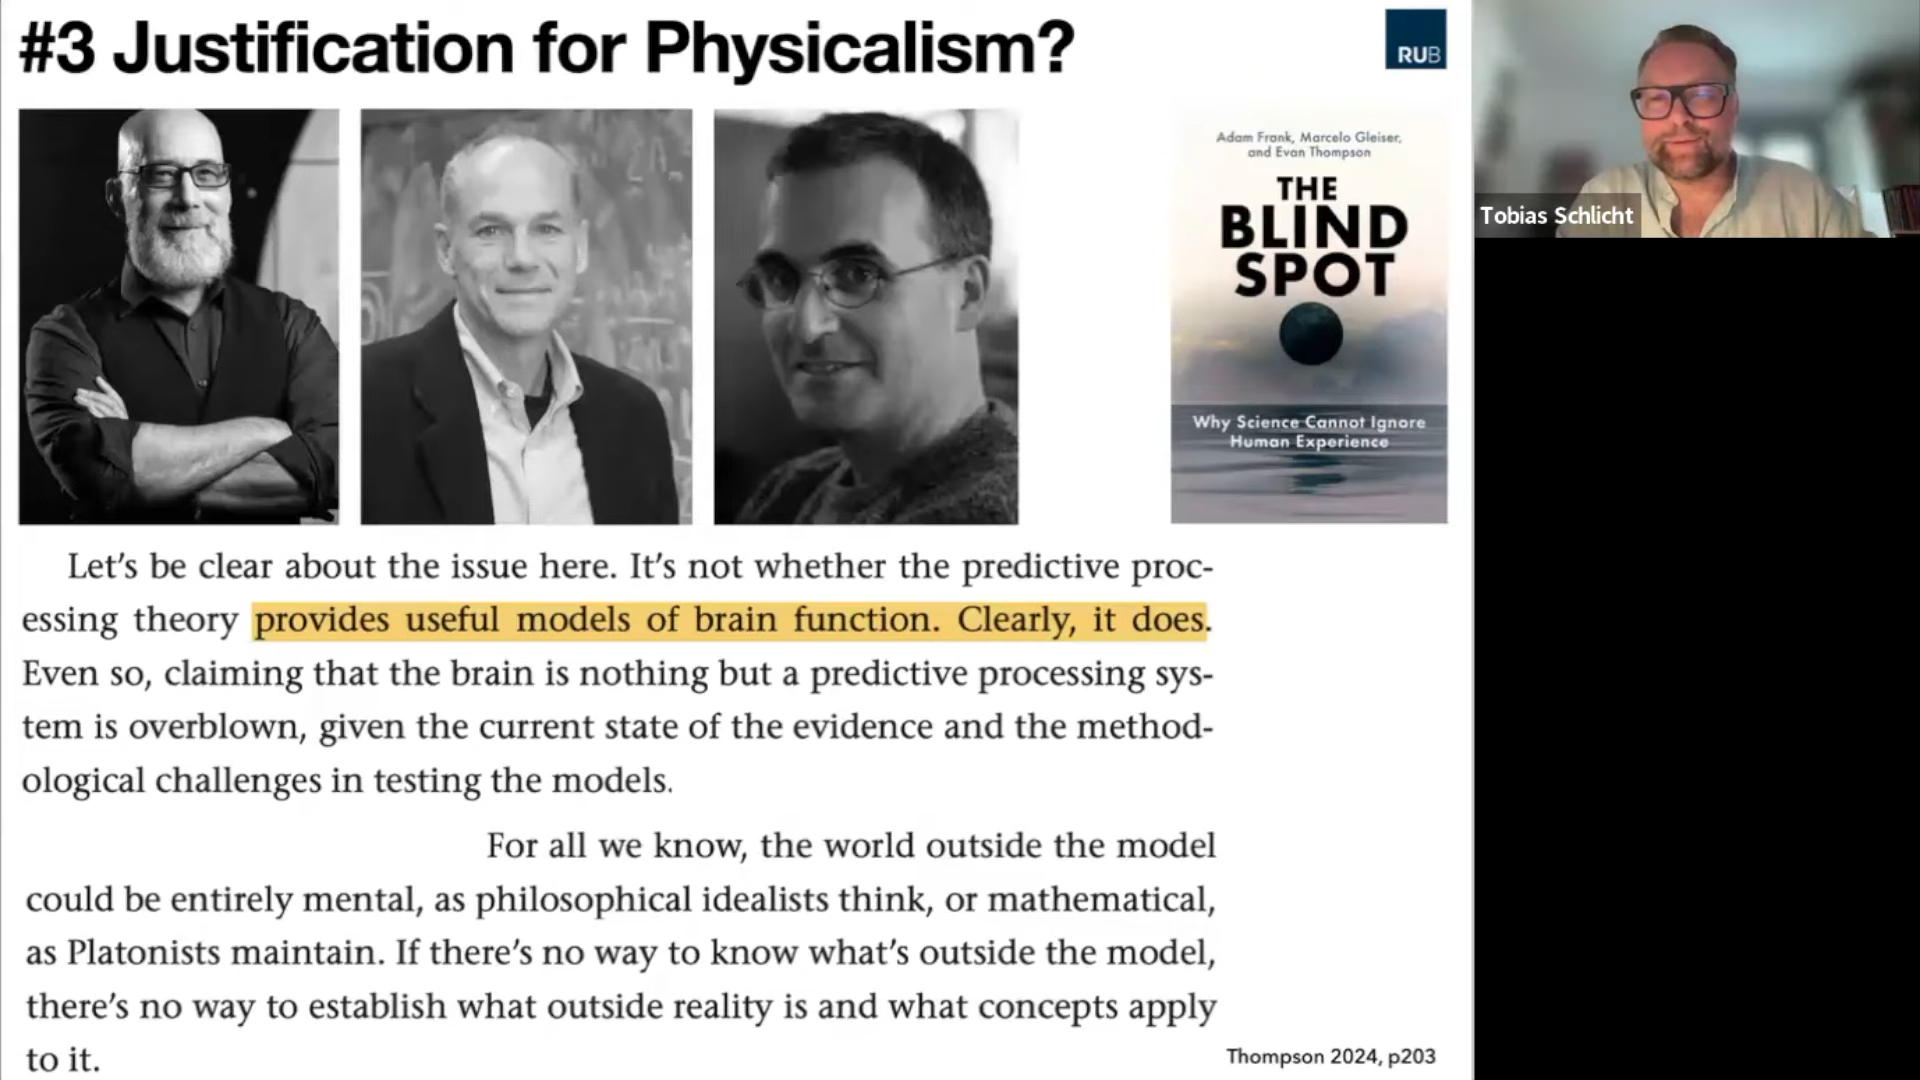 #3 Justification for Physicalism?
RUB
Adam Frank, Marcelo Gleiser,
and Evan Thompson
THE
BLIND
SPOT
Why Science Cannot Ignore
Human Experience
Tobias Schlicht
Let's be clear about the issue here. It's not whether the predictive proc-
essing theory provides useful models of brain function. Clearly, it does.
Even so, claiming that the brain is nothing but a predictive processing sys-
tem is overblown, given the current state of the evidence and the method-
ological challenges in testing the models.
For all we know, the world outside the model
could be entirely mental, as philosophical idealists think, or mathematical,
as Platonists maintain. If there's no way to know what's outside the model,
there's no way to establish what outside reality is and what concepts apply
to it.
Thompson 2024, p203